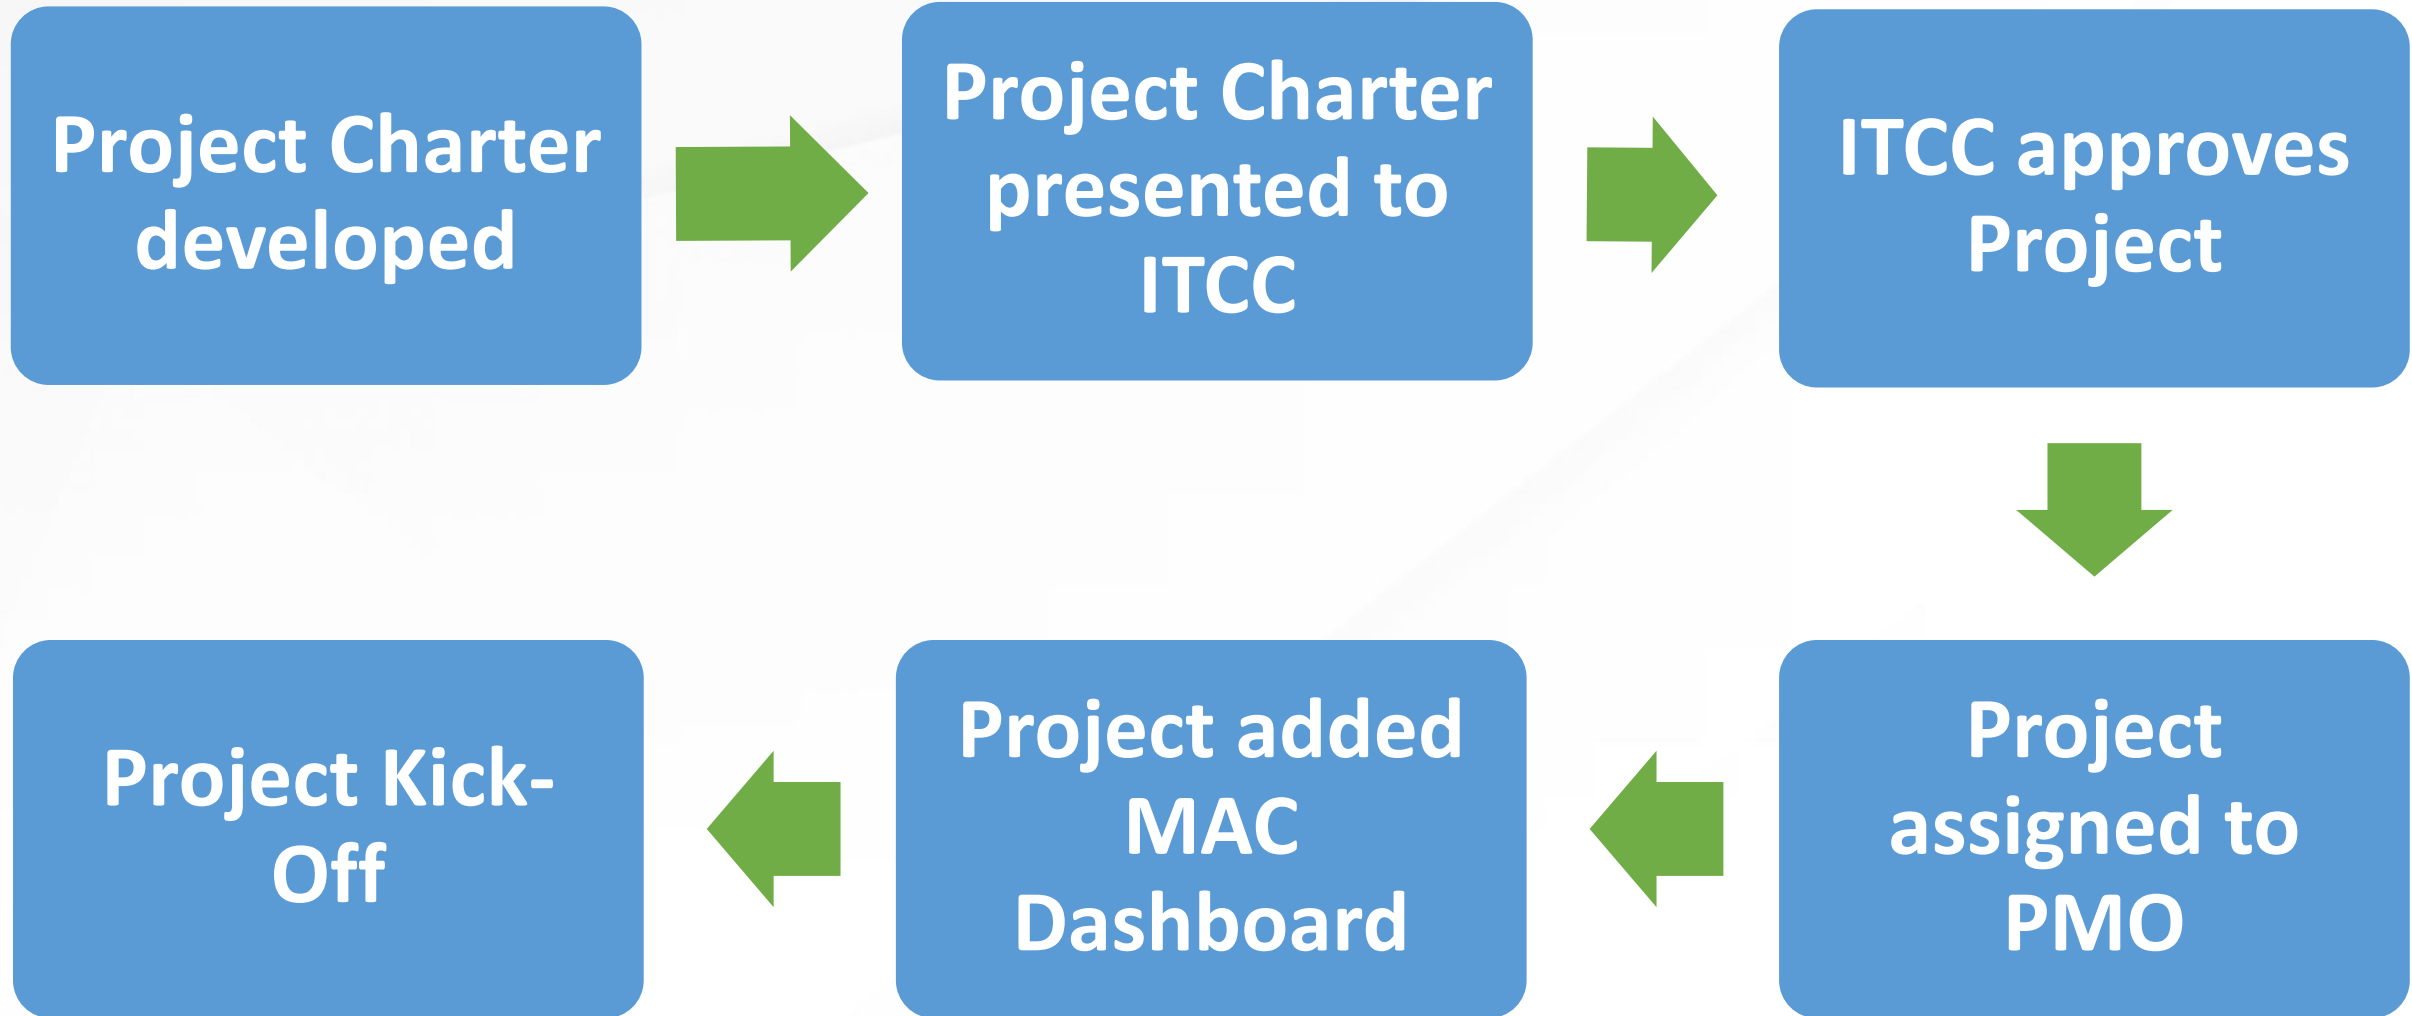 Project Charter
developed
Project Charter
presented to
ITCC
ITCC approves
Project
Project
assigned to
PMO
Project added
MAC
Dashboard
Project Kick-
Off